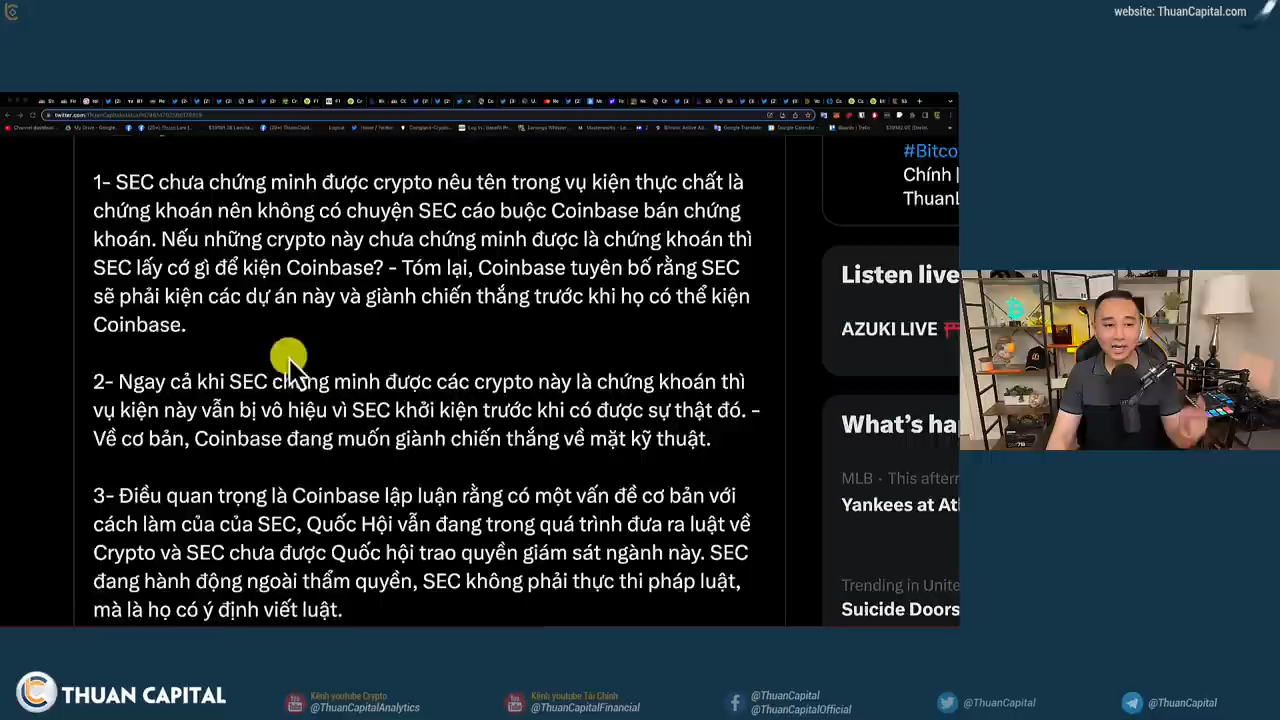 website: ThuanCapital.com
1- SEC chưa chứng minh được crypto nêu tên trong vụ kiện thực chất là
chứng khoán nên không có chuyện SEC cáo buộc Coinbase bán chứng
khoán. Nếu những crypto này chưa chứng minh được là chứng khoán thì
SEC lấy cớ gì để kiện Coinbase? - Tóm lại, Coinbase tuyên bố rằng SEC
sẽ phải kiện các dự án này và giành chiến thắng trước khi họ có thể kiện
Coinbase.
2- Ngay cả khi SEC chứng minh được các crypto này là chứng khoán thì
vụ kiện này vẫn bị vô hiệu vì SEC khởi kiện trước khi có được sự thật đó. -
Về cơ bản, Coinbase đang muốn giành chiến thắng về mặt kỹ thuật.
3- Điều quan trọng là Coinbase lập luận rằng có một vấn đề cơ bản với
cách làm của của SEC, Quốc Hội vẫn đang trong quá trình đưa ra luật về
Crypto và SEC chưa được Quốc hội trao quyền giám sát ngành này. SEC
đang hành động ngoài thẩm quyền, SEC không phải thực thi pháp luật,
mà là họ có ý định viết luật.
#Bitco
Chính
ThuanL
Listen live
AZUKI LIVE
What's ha
MLB · This aftern
Yankees at Atl
Trending in Unite
Suicide Doors
THUAN CAPITAL
Kênh youtube Crypto
@ThuanCapitalAnalytics
Kênh youtube Tài Chính
@ThuanCapitalFinancial
@ThuanCapital
@ThuanCapitalOfficial
@ThuanCapital
@ThuanCapital